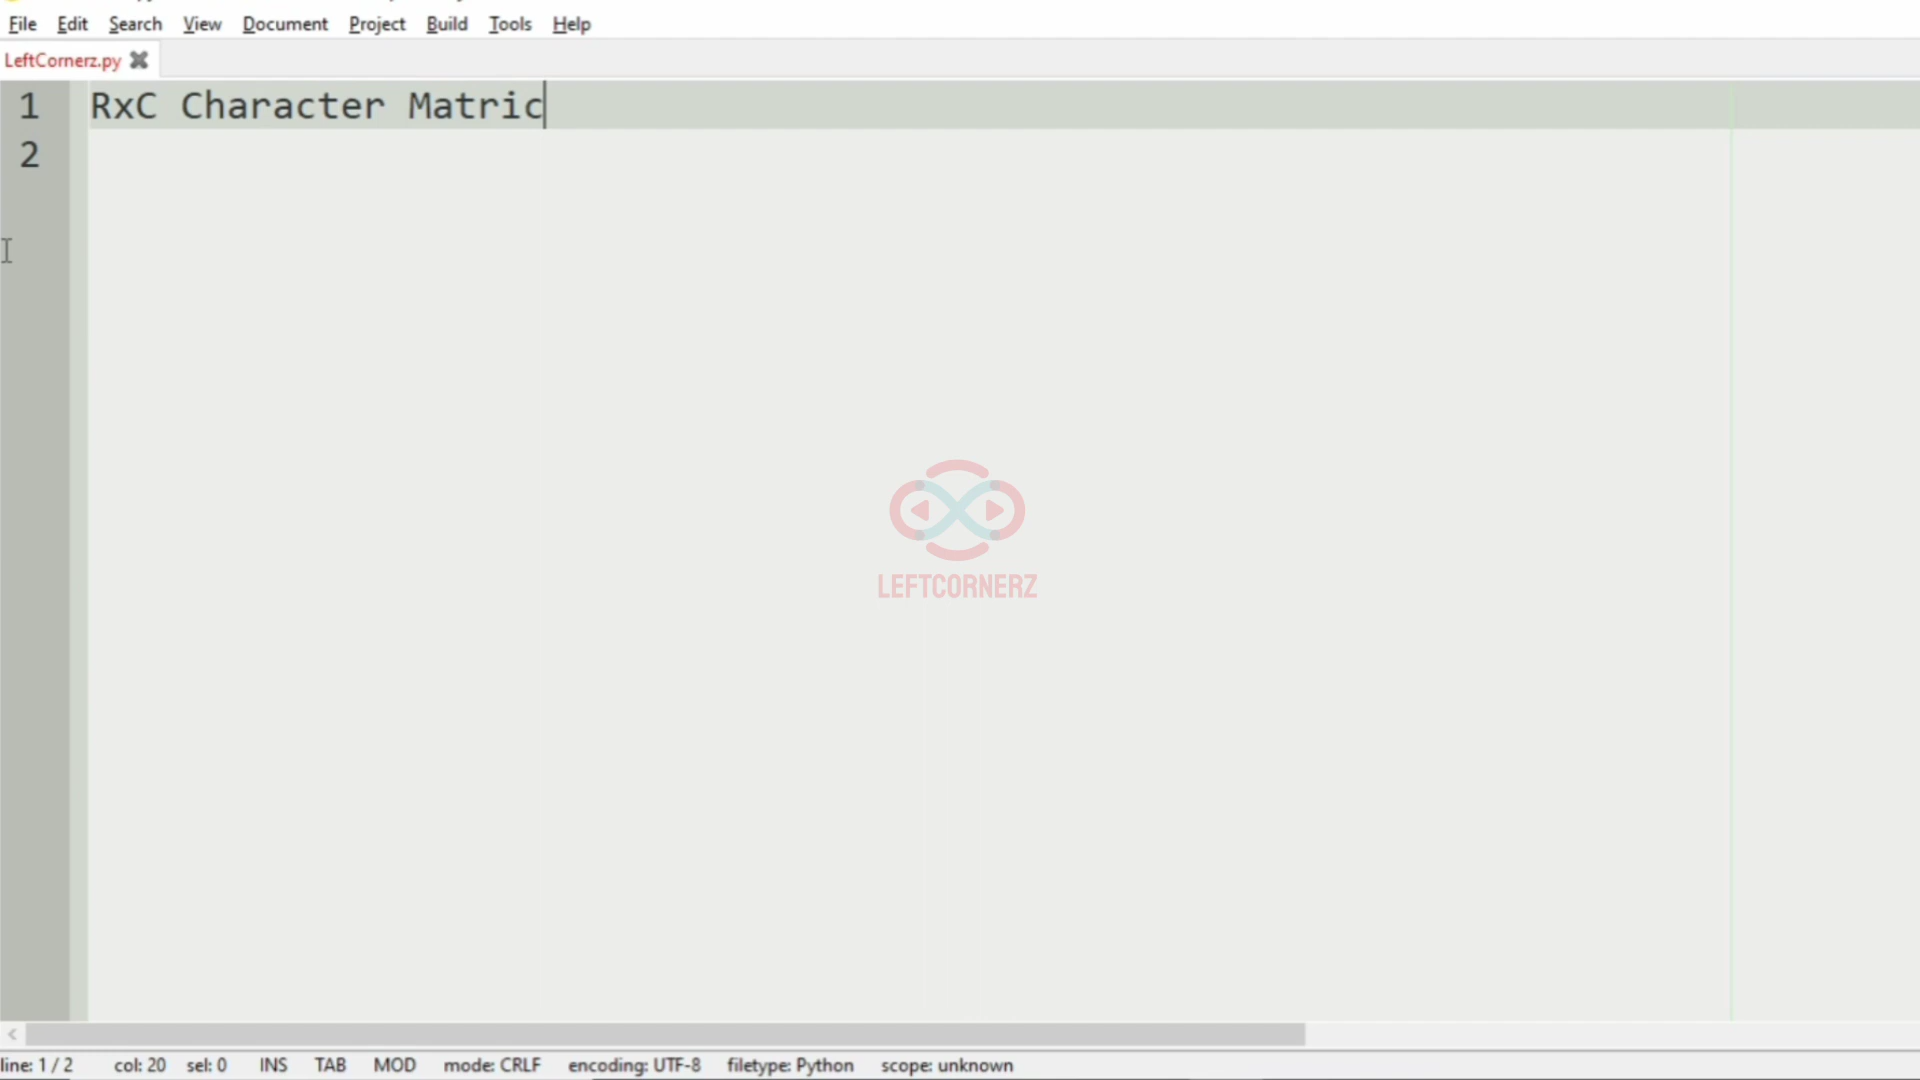 File Edit Search View Document Project Build Tools Help
LeftCornerz.py
1 RxC Character Matric
2
LEFTCORNERZ
line: 1 / 2 col: 20 sel: 0 INS TAB MOD mode: CRLF encoding: UTF-8 filetype: Python scope: unknown